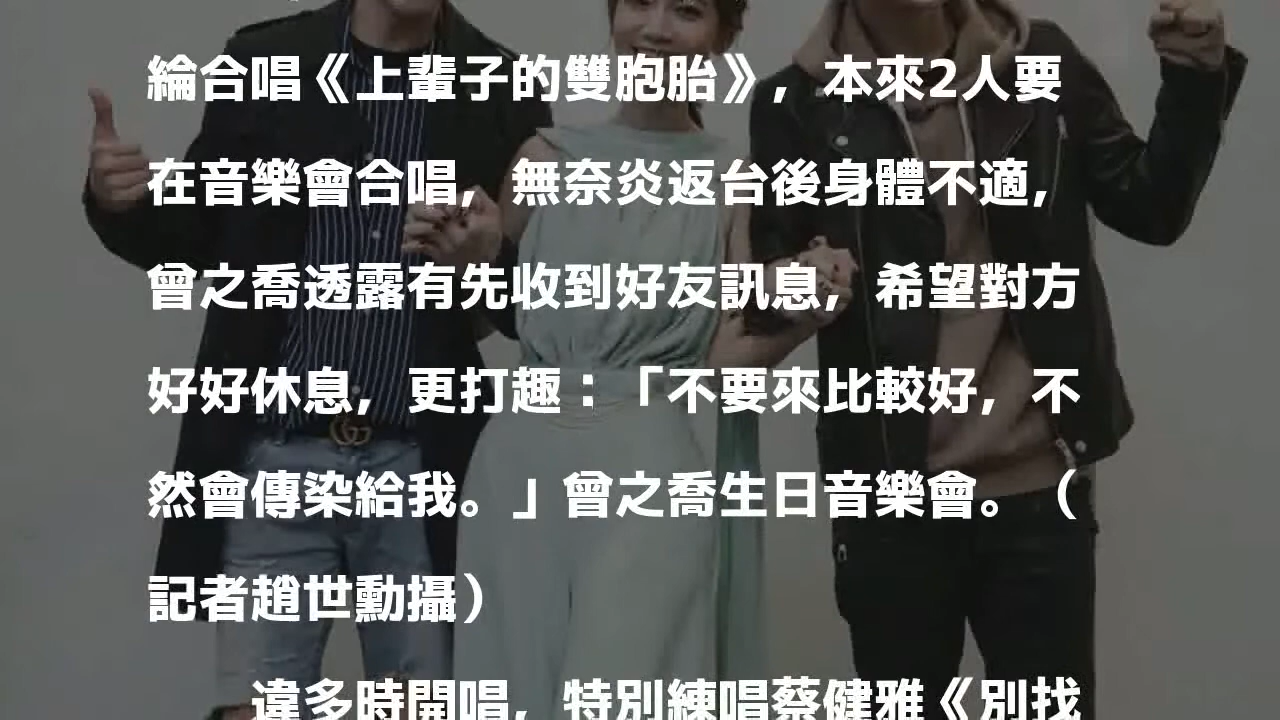 綸合唱《上輩子的雙胞胎》，本來2人要
在音樂會合唱，無奈炎返台後身體不適，
曾之喬透露有先收到好友訊息，希望對方
好好休息，更打趣：「不要來比較好，不
然會傳染給我。」曾之喬生日音樂會。（
記者趙世勳攝）
違多時開唱，特別練唱蔡健雅《別找